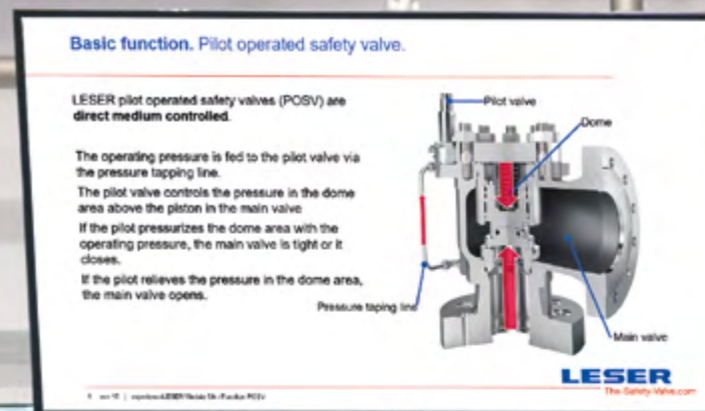 Basic function. Pilot operated safety valve.
LESER pilot operated safety valves (POSV) are
direct medium controlled.
The operating pressure is fed to the pilot valve via
the pressure tapping line.
The pilot valve controls the pressure in the dome
area above the piston in the main valve
If the pilot pressurizes the dome area with the
operating pressure, the main valve is tight or it
closes.
If the pilot relieves the pressure in the dome area,
the main valve opens.
Pilot valve
Dome
Pressure taping line
Main valve
LESER
The-Safety-Valve.com